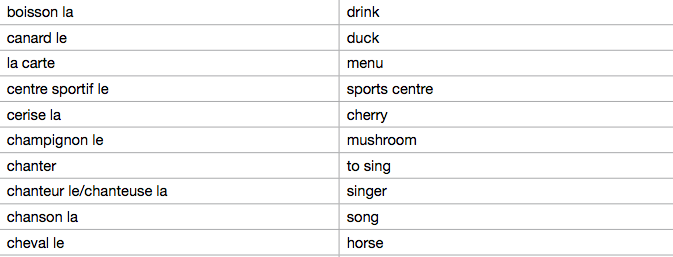 boisson la drink
canard le duck
la carte menu
centre sportif le sports centre
cerise la cherry
champignon le mushroom
chanter to sing
chanteur le/chanteuse la singer
chanson la song
cheval le horse